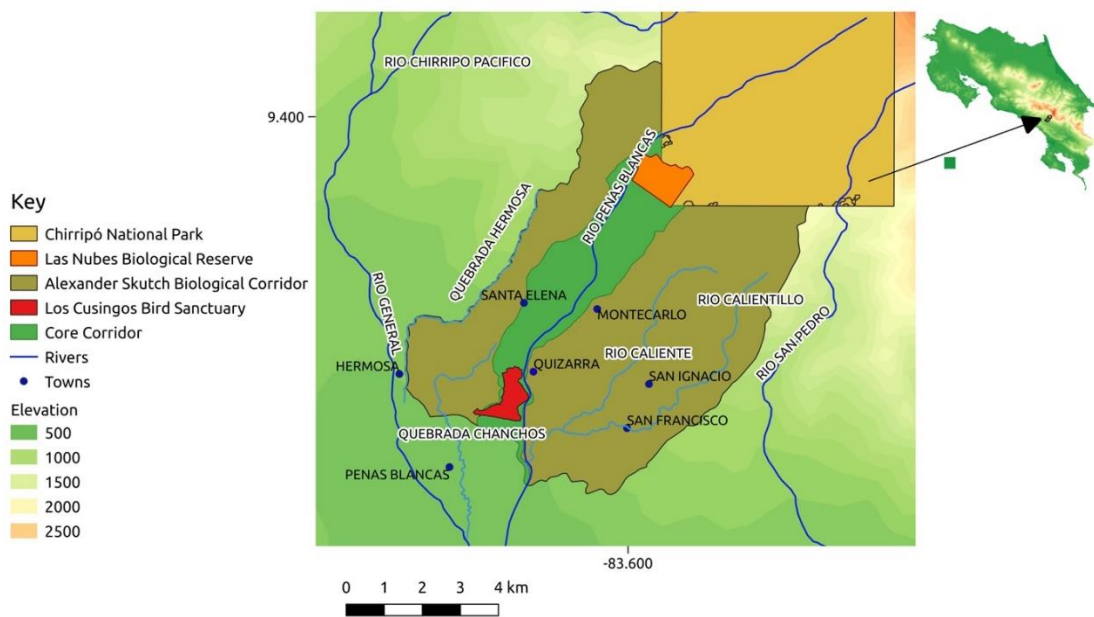 RIO CHIRRIPO PACIFICO
9.400
RIO PENAS BLANCAS
QUEBRADA HERMOSA
Key
Chirripó National Park
Las Nubes Biological Reserve
Alexander Skutch Biological Corridor
Los Cusingos Bird Sanctuary
Core Corridor
Rivers
Towns
Elevation
500
1000
1500
2000
2500
RIO GENERAL
SANTA ELENA
MONTECARLO
RIO CALIENTILLO
RIO SAN PEDRO
HERMOSA
QUIZARRA
RIO CALIENTE
SAN IGNACIO
QUEBRADA CHANCHOS
SAN FRANCISCO
PENAS BLANCAS
-83.600
0 1 2 3 4 km